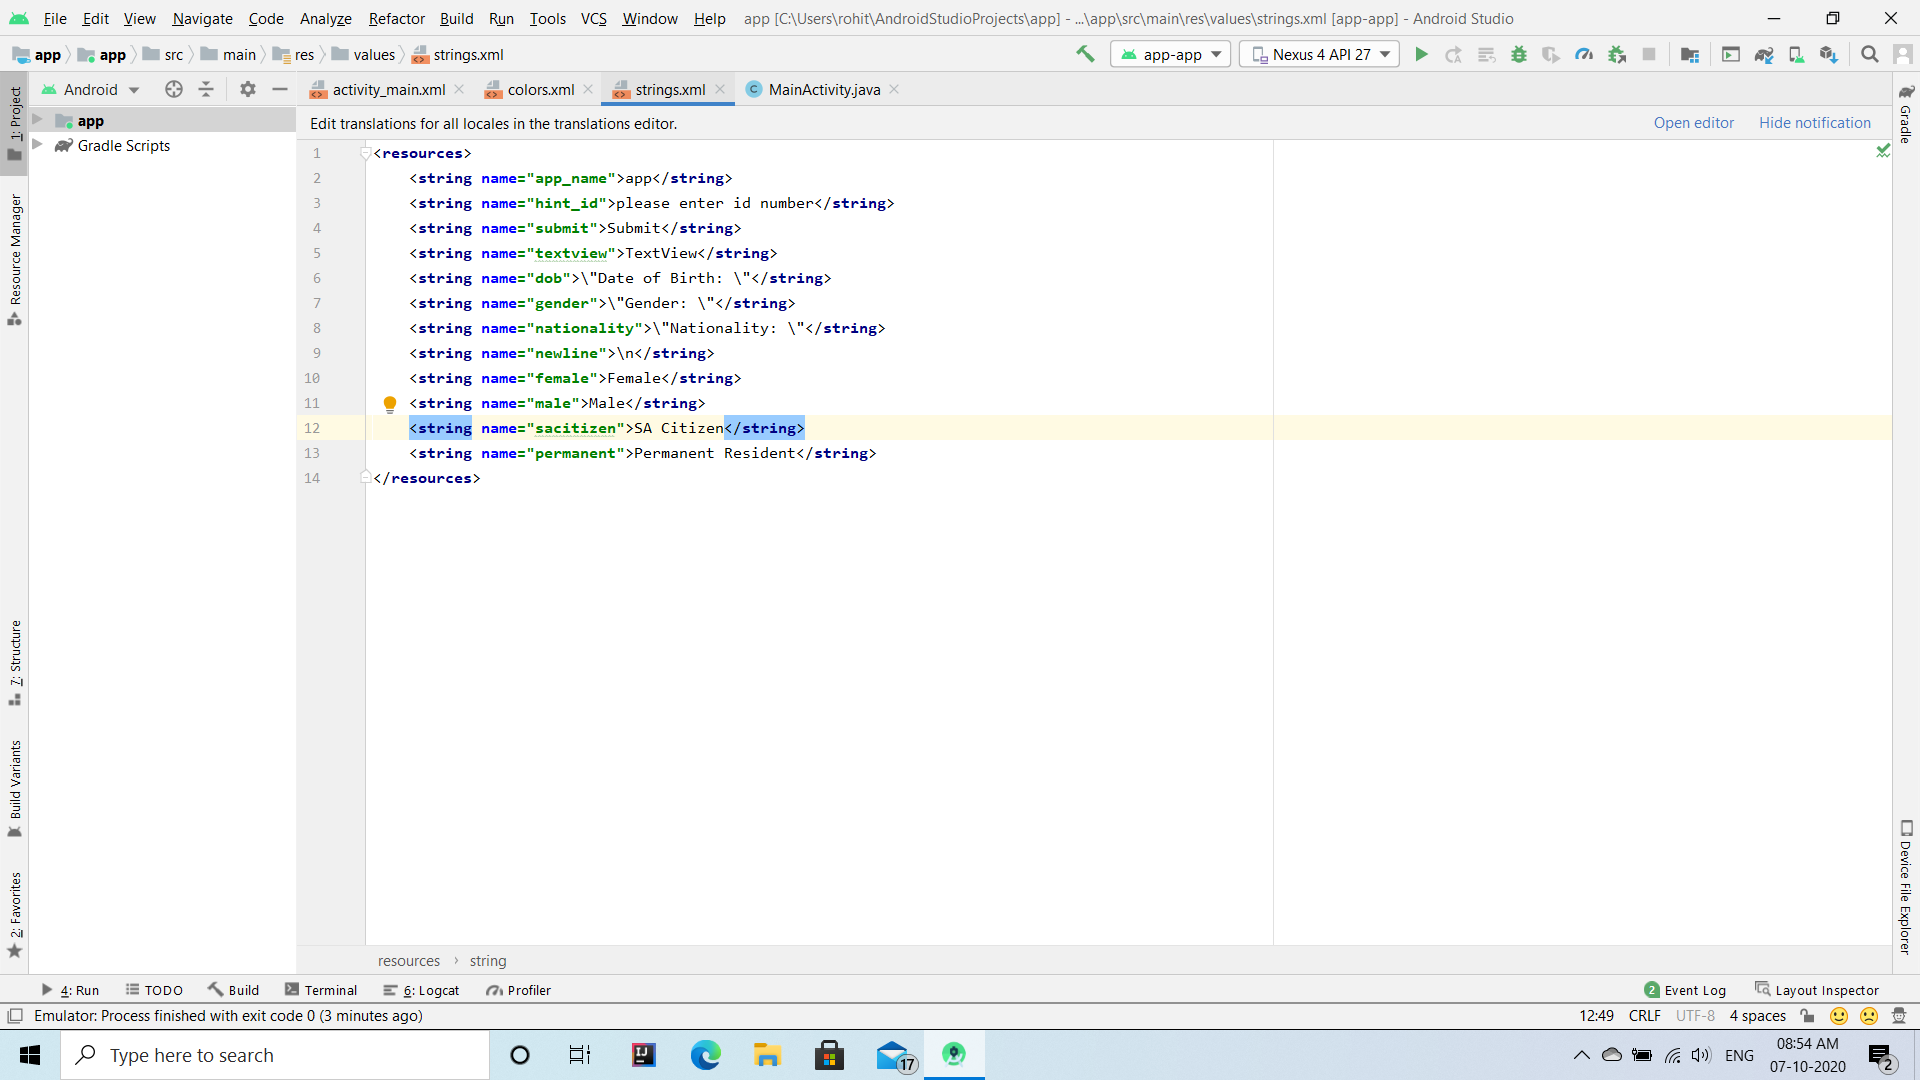 File Edit View Navigate Code Analyze Refactor Build Run Tools VCS Window Help app [C:\Users\rohit\AndroidStudioProjects\app] - ...\app\src\main\res\values\strings.xml [app-app] - Android Studio
app app src main res values strings.xml app-app Nexus 4 API 27
Android activity_main.xml colors.xml strings.xml MainActivity.java
Edit translations for all locales in the translations editor. Open editor Hide notification
app
Gradle Scripts
1: Project
Resource Manager
7: Structure
Build Variants
2: Favorites
1 <resources>
2 <string name="app_name">app</string>
3 <string name="hint_id">please enter id number</string>
4 <string name="submit">Submit</string>
5 <string name="textview">TextView</string>
6 <string name="dob">\"Date of Birth: \"</string>
7 <string name="gender">\"Gender: \"</string>
8 <string name="nationality">\"Nationality: \"</string>
9 <string name="newline">\n</string>
10 <string name="female">Female</string>
11 <string name="male">Male</string>
12 <string name="sacitizen">SA Citizen</string>
13 <string name="permanent">Permanent Resident</string>
14 </resources>
Gradle
Device File Explorer
resources › string
4: Run TODO Build Terminal 6: Logcat Profiler 2 Event Log Layout Inspector
Emulator: Process finished with exit code 0 (3 minutes ago) 12:49 CRLF UTF-8 4 spaces
Type here to search 17 ENG 08:54 AM 2
07-10-2020